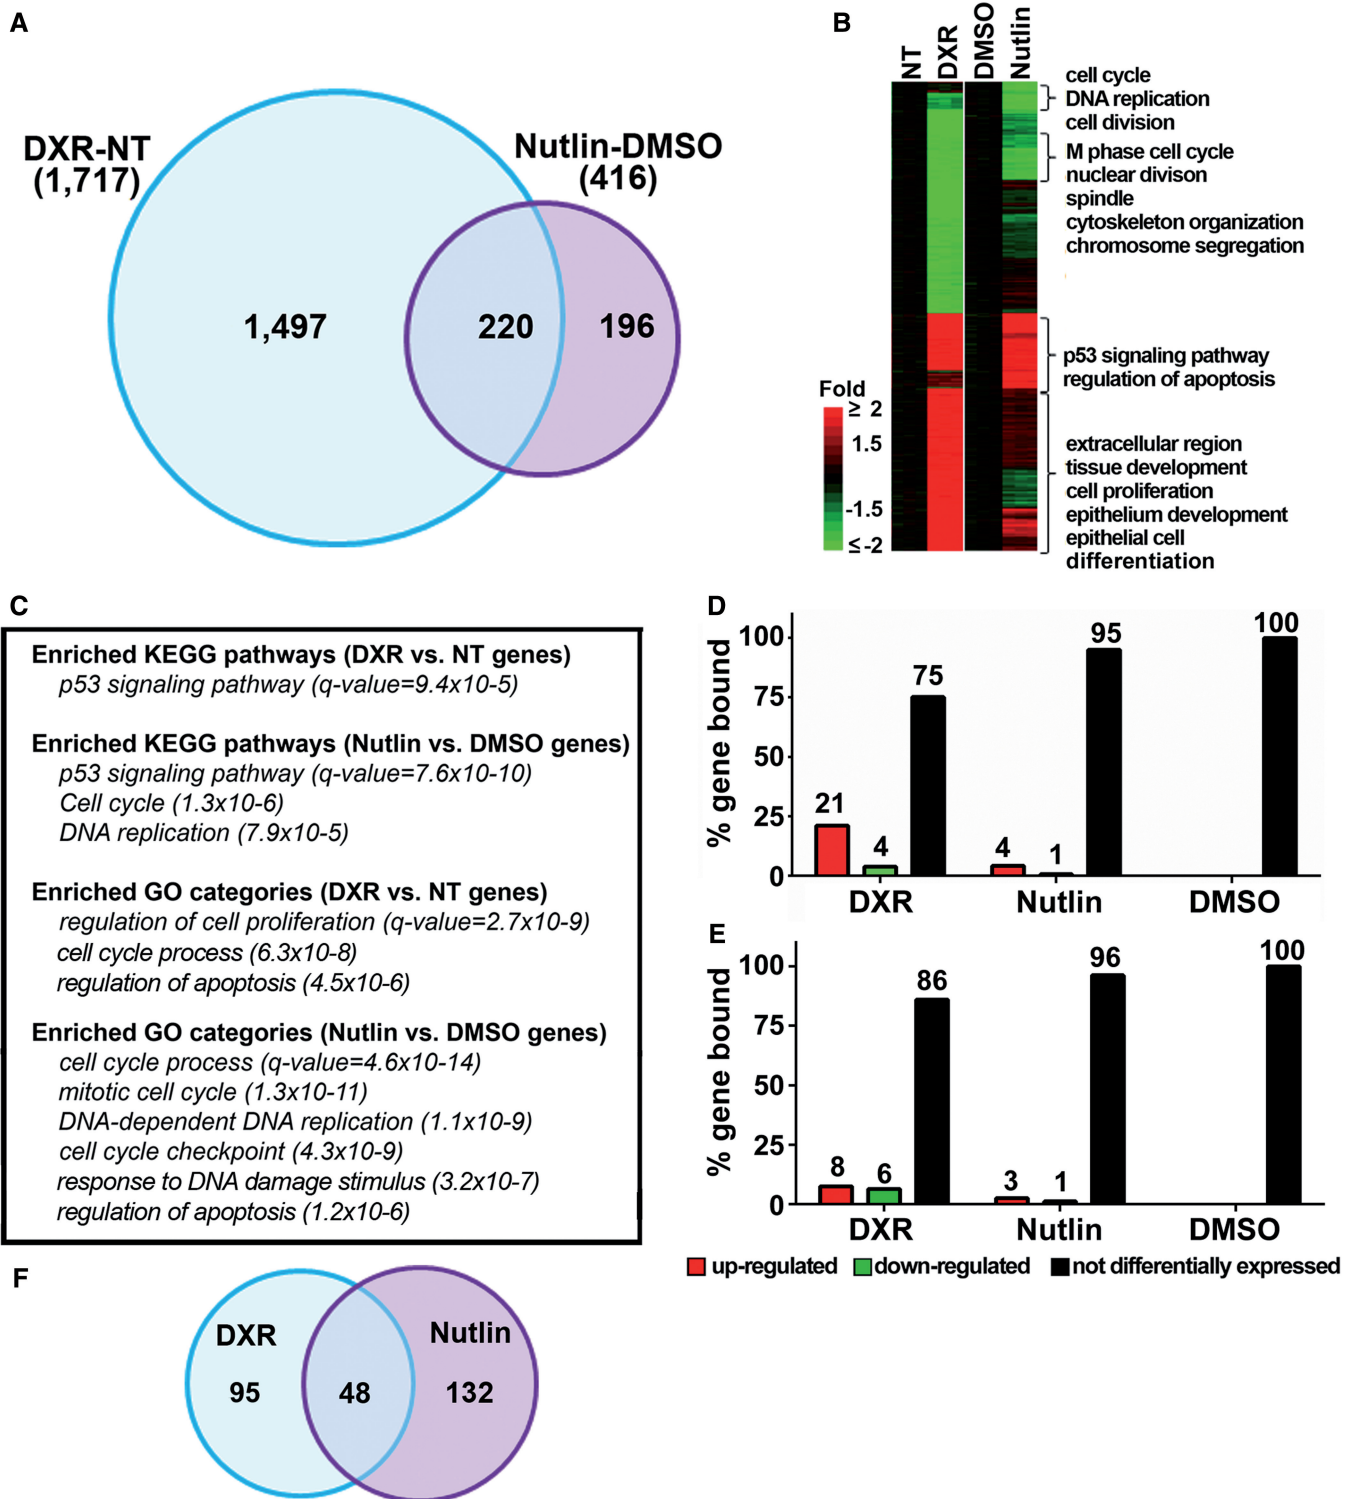 A
DXR-NT
(1,717)
Nutlin-DMSO
(416)
1,497
220
196
B
NT
DXR
DMSO
Nutlin
cell cycle
DNA replication
cell division
M phase cell cycle
nuclear divison
spindle
cytoskeleton organization
chromosome segregation
p53 signaling pathway
regulation of apoptosis
extracellular region
tissue development
cell proliferation
epithelium development
epithelial cell
differentiation
Fold
≥ 2
1.5
-1.5
≤ -2
C
Enriched KEGG pathways (DXR vs. NT genes)
p53 signaling pathway (q-value=9.4x10-5)
Enriched KEGG pathways (Nutlin vs. DMSO genes)
p53 signaling pathway (q-value=7.6x10-10)
Cell cycle (1.3x10-6)
DNA replication (7.9x10-5)
Enriched GO categories (DXR vs. NT genes)
regulation of cell proliferation (q-value=2.7x10-9)
cell cycle process (6.3x10-8)
regulation of apoptosis (4.5x10-6)
Enriched GO categories (Nutlin vs. DMSO genes)
cell cycle process (q-value=4.6x10-14)
mitotic cell cycle (1.3x10-11)
DNA-dependent DNA replication (1.1x10-9)
cell cycle checkpoint (4.3x10-9)
response to DNA damage stimulus (3.2x10-7)
regulation of apoptosis (1.2x10-6)
D
% gene bound
100
75
50
25
0
21
4
75
4
1
95
100
DXR
Nutlin
DMSO
E
% gene bound
100
75
50
25
0
8
6
86
3
1
96
100
DXR
Nutlin
DMSO
up-regulated
down-regulated
not differentially expressed
F
DXR
Nutlin
95
48
132